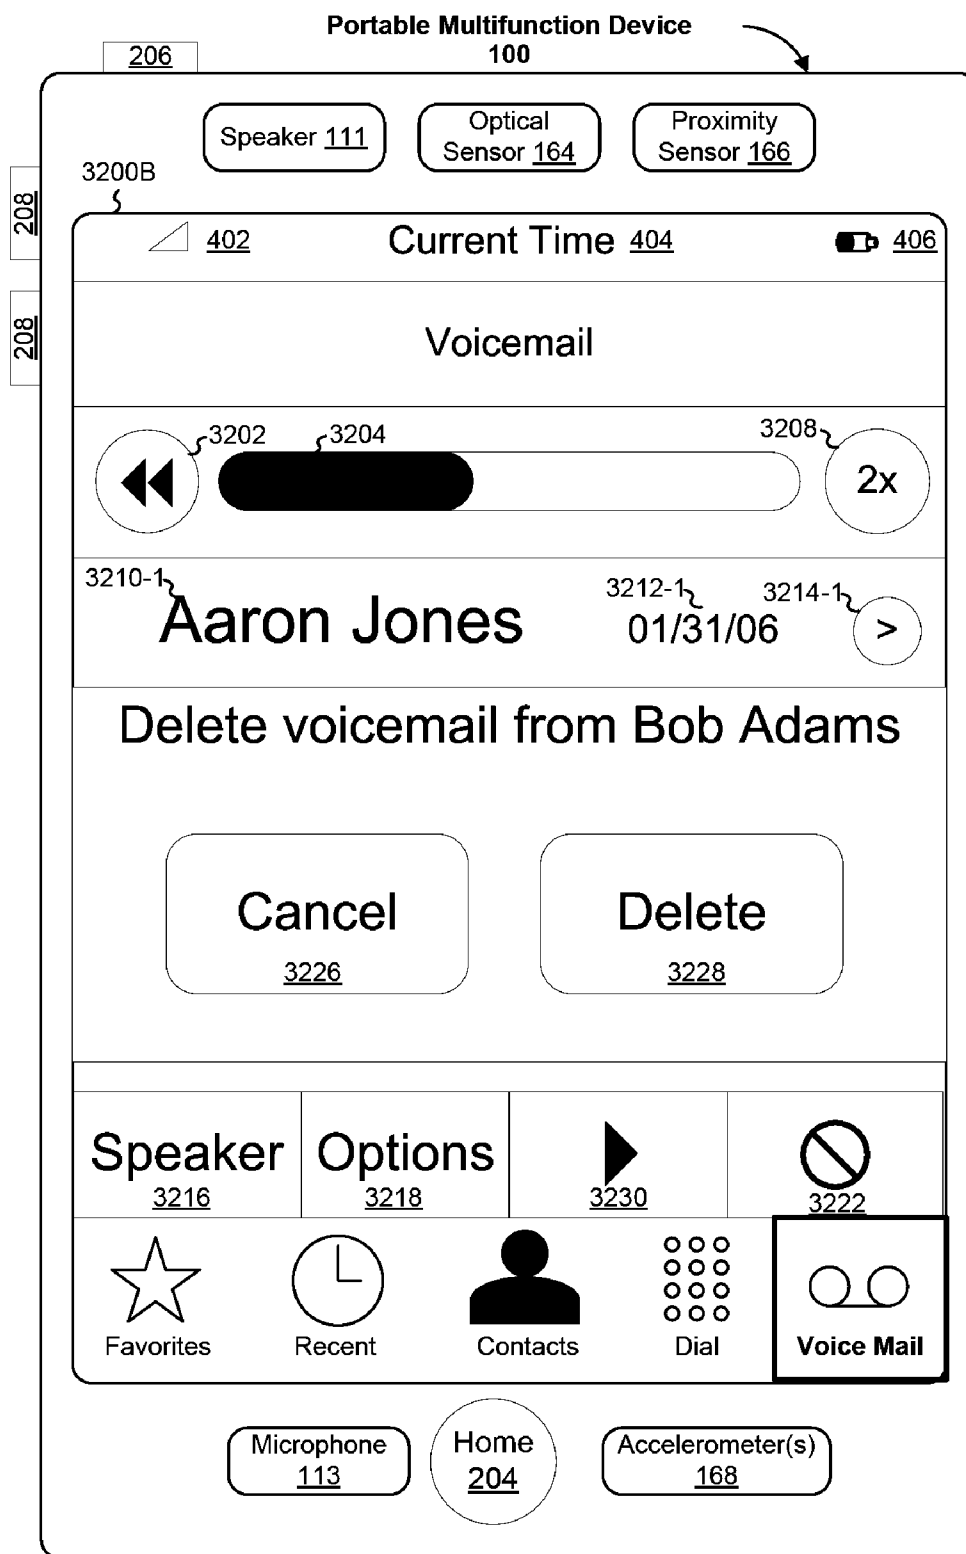 Portable Multifunction Device
100
206
Speaker 111
Optical
Sensor 164
Proximity
Sensor 166
3200B
208
208
402
Current Time 404
406
Voicemail
3202
3204
3208
2x
3210-1
Aaron Jones
3212-1
01/31/06
3214-1
>
Delete voicemail from Bob Adams
Cancel
3226
Delete
3228
Speaker
3216
Options
3218
3230
3222
Favorites
Recent
Contacts
Dial
Voice Mail
Microphone
113
Home
204
Accelerometer(s)
168